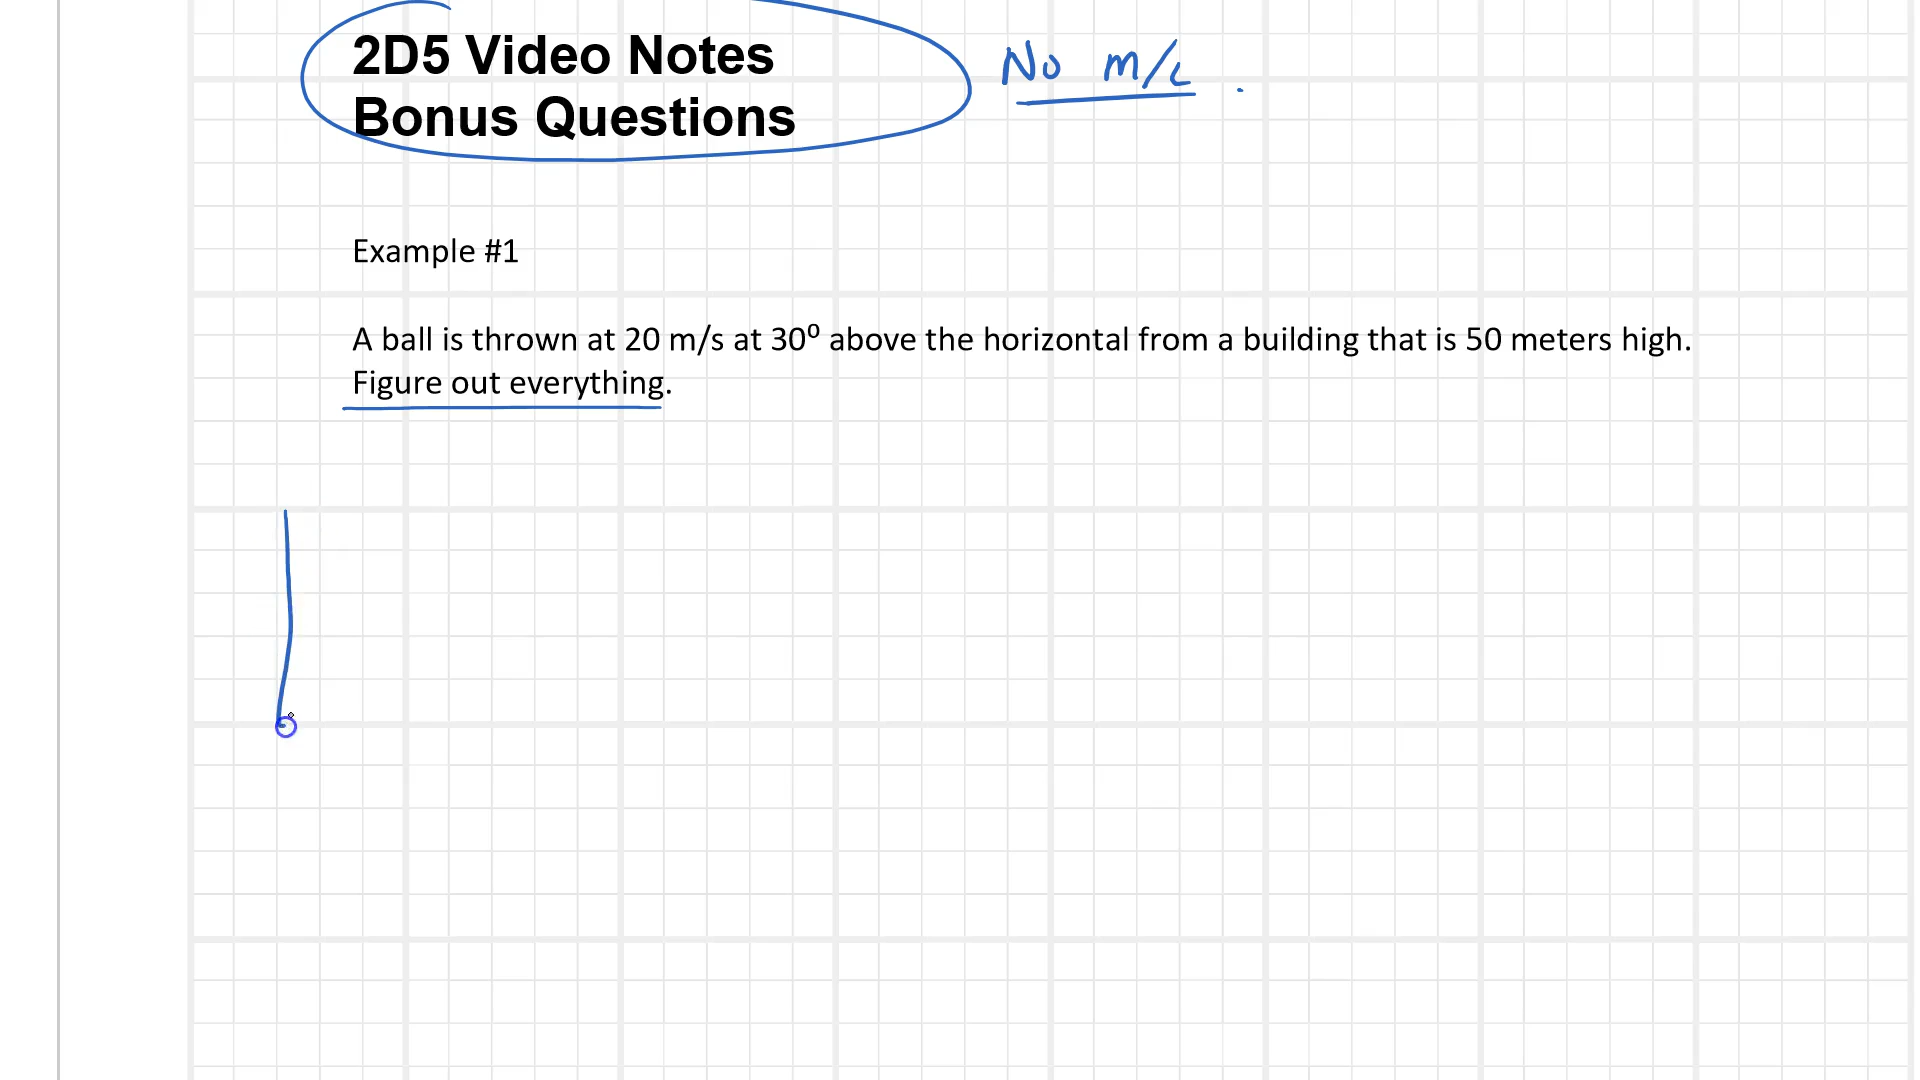 2D5 Video Notes
Bonus Questions
No m/c
Example #1
A ball is thrown at 20 m/s at 30⁰ above the horizontal from a building that is 50 meters high.
Figure out everything.